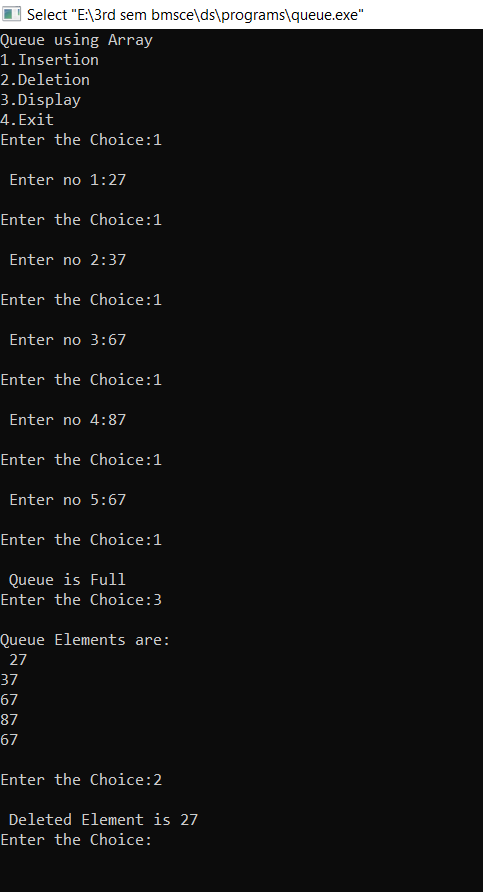 Select "E:\3rd sem bmsce\ds\programs\queue.exe"
Queue using Array
1.Insertion
2.Deletion
3.Display
4.Exit
Enter the Choice:1
Enter no 1:27
Enter the Choice:1
Enter no 2:37
Enter the Choice:1
Enter no 3:67
Enter the Choice:1
Enter no 4:87
Enter the Choice:1
Enter no 5:67
Enter the Choice:1
Queue is Full
Enter the Choice:3
Queue Elements are:
27
37
67
87
67
Enter the Choice:2
Deleted Element is 27
Enter the Choice: